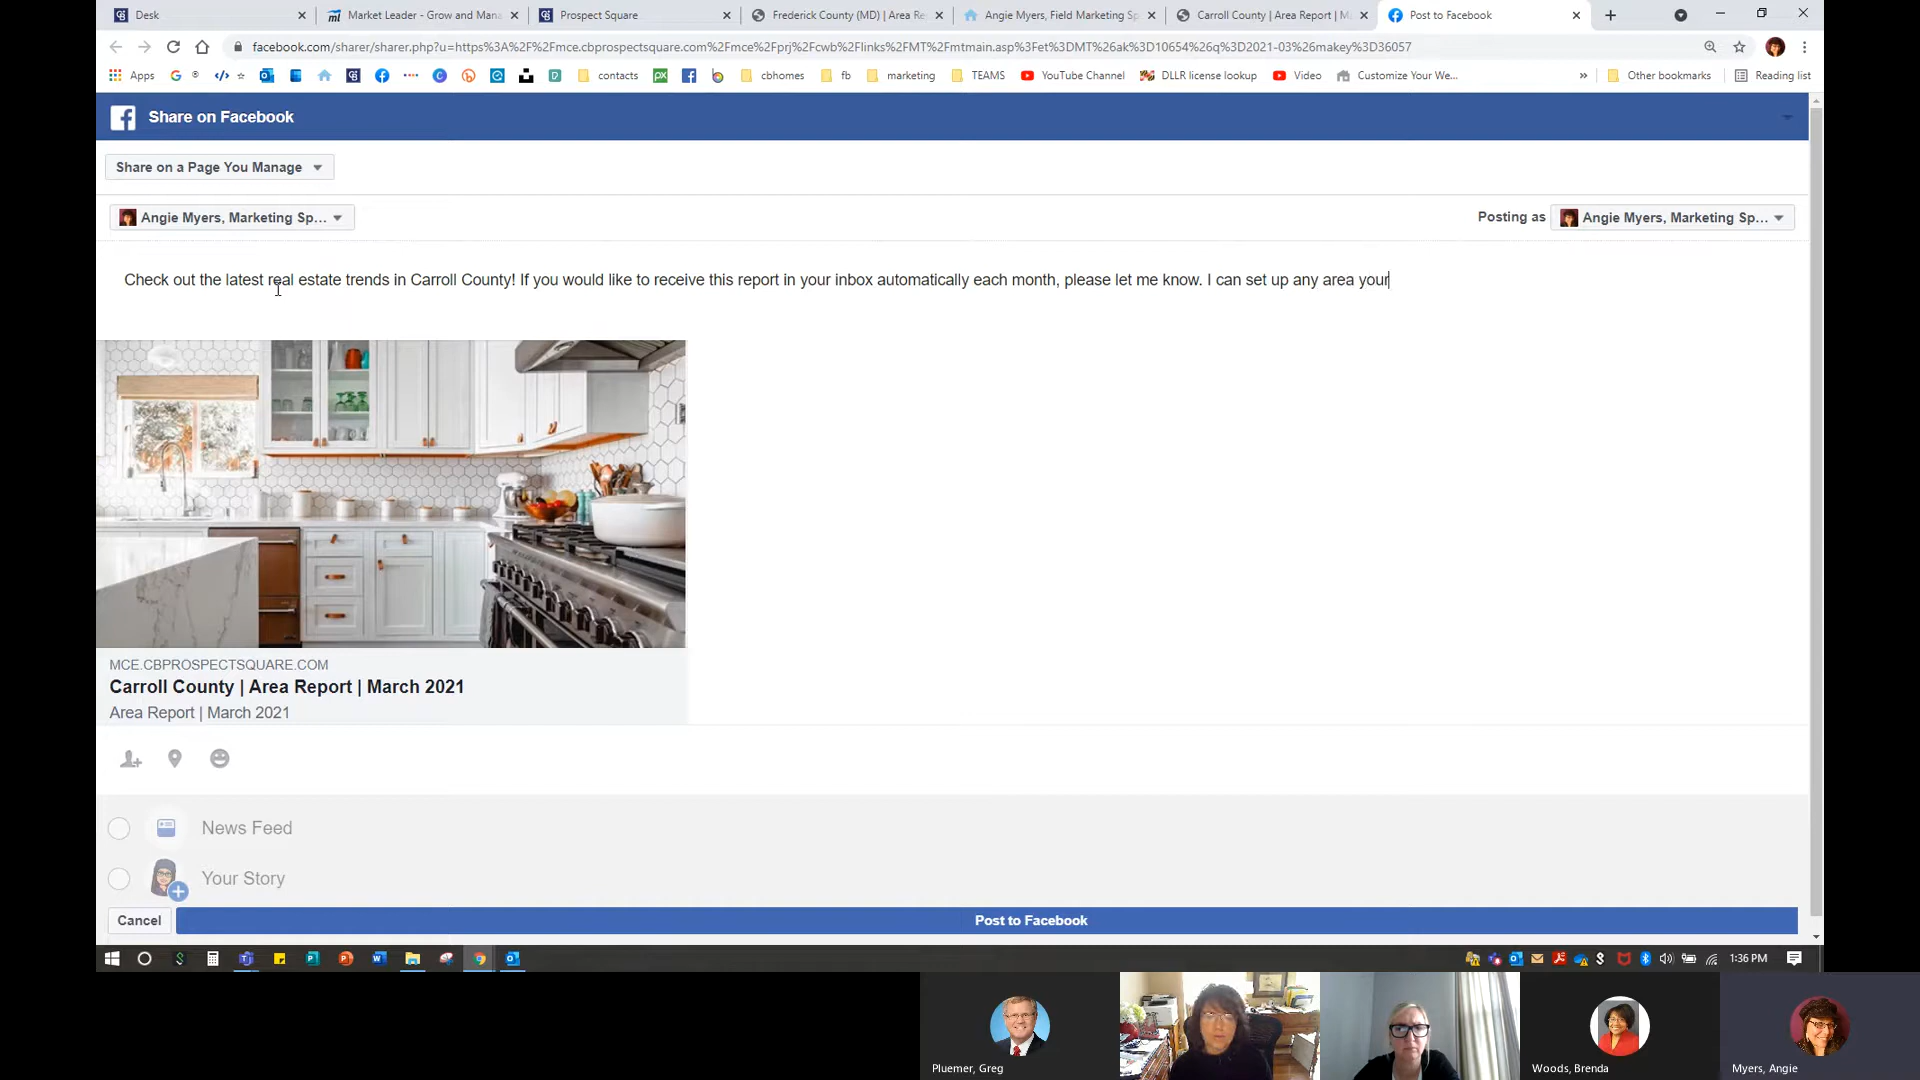 Desk
Market Leader - Grow and Mana
Prospect Square
Frederick County (MD) | Area Re
Angie Myers, Field Marketing Sp
Carroll County | Area Report | M
Post to Facebook
facebook.com/sharer/sharer.php?u=https%3A%2F%2Fmce.cbprospectsquare.com%2Fmce%2Fprj%2Fcwb%2Flinks%2FMT%2Fmtmain.asp%3Fet%3DMT%26ak%3D10654%26q%3D2021-03%26makey%3D36057
Apps
contacts
cbhomes
fb
marketing
TEAMS
YouTube Channel
DLLR license lookup
Video
Customize Your We...
Other bookmarks
Reading list
Share on Facebook
Share on a Page You Manage
Angie Myers, Marketing Sp...
Posting as
Angie Myers, Marketing Sp...
Check out the latest real estate trends in Carroll County! If you would like to receive this report in your inbox automatically each month, please let me know. I can set up any area your
MCE.CBPROSPECTSQUARE.COM
Carroll County | Area Report | March 2021
Area Report | March 2021
News Feed
Your Story
Cancel
Post to Facebook
1:36 PM
Pluemer, Greg
Woods, Brenda
Myers, Angie